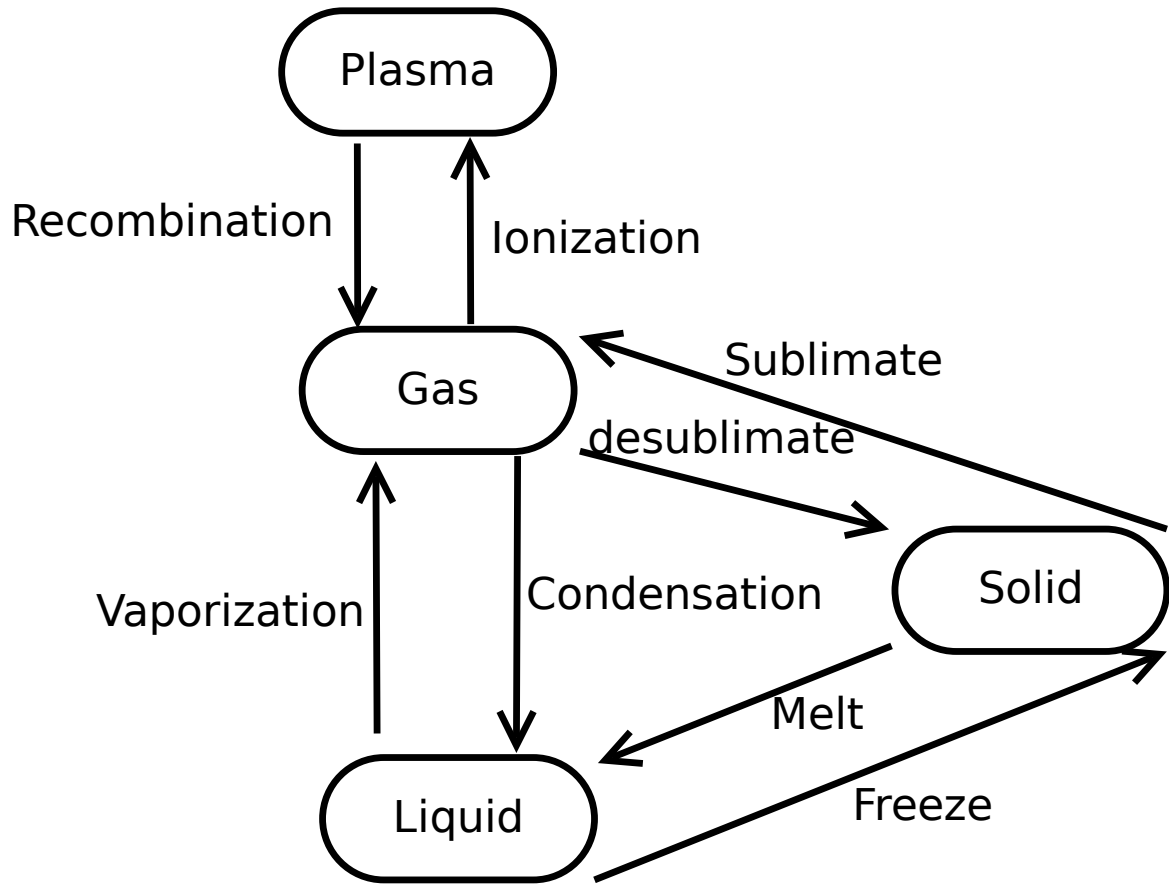 Plasma
Recombination
Ionization
Sublimate
Gas
desublimate
Solid
Condensation
Vaporization
Melt
Freeze
Liquid